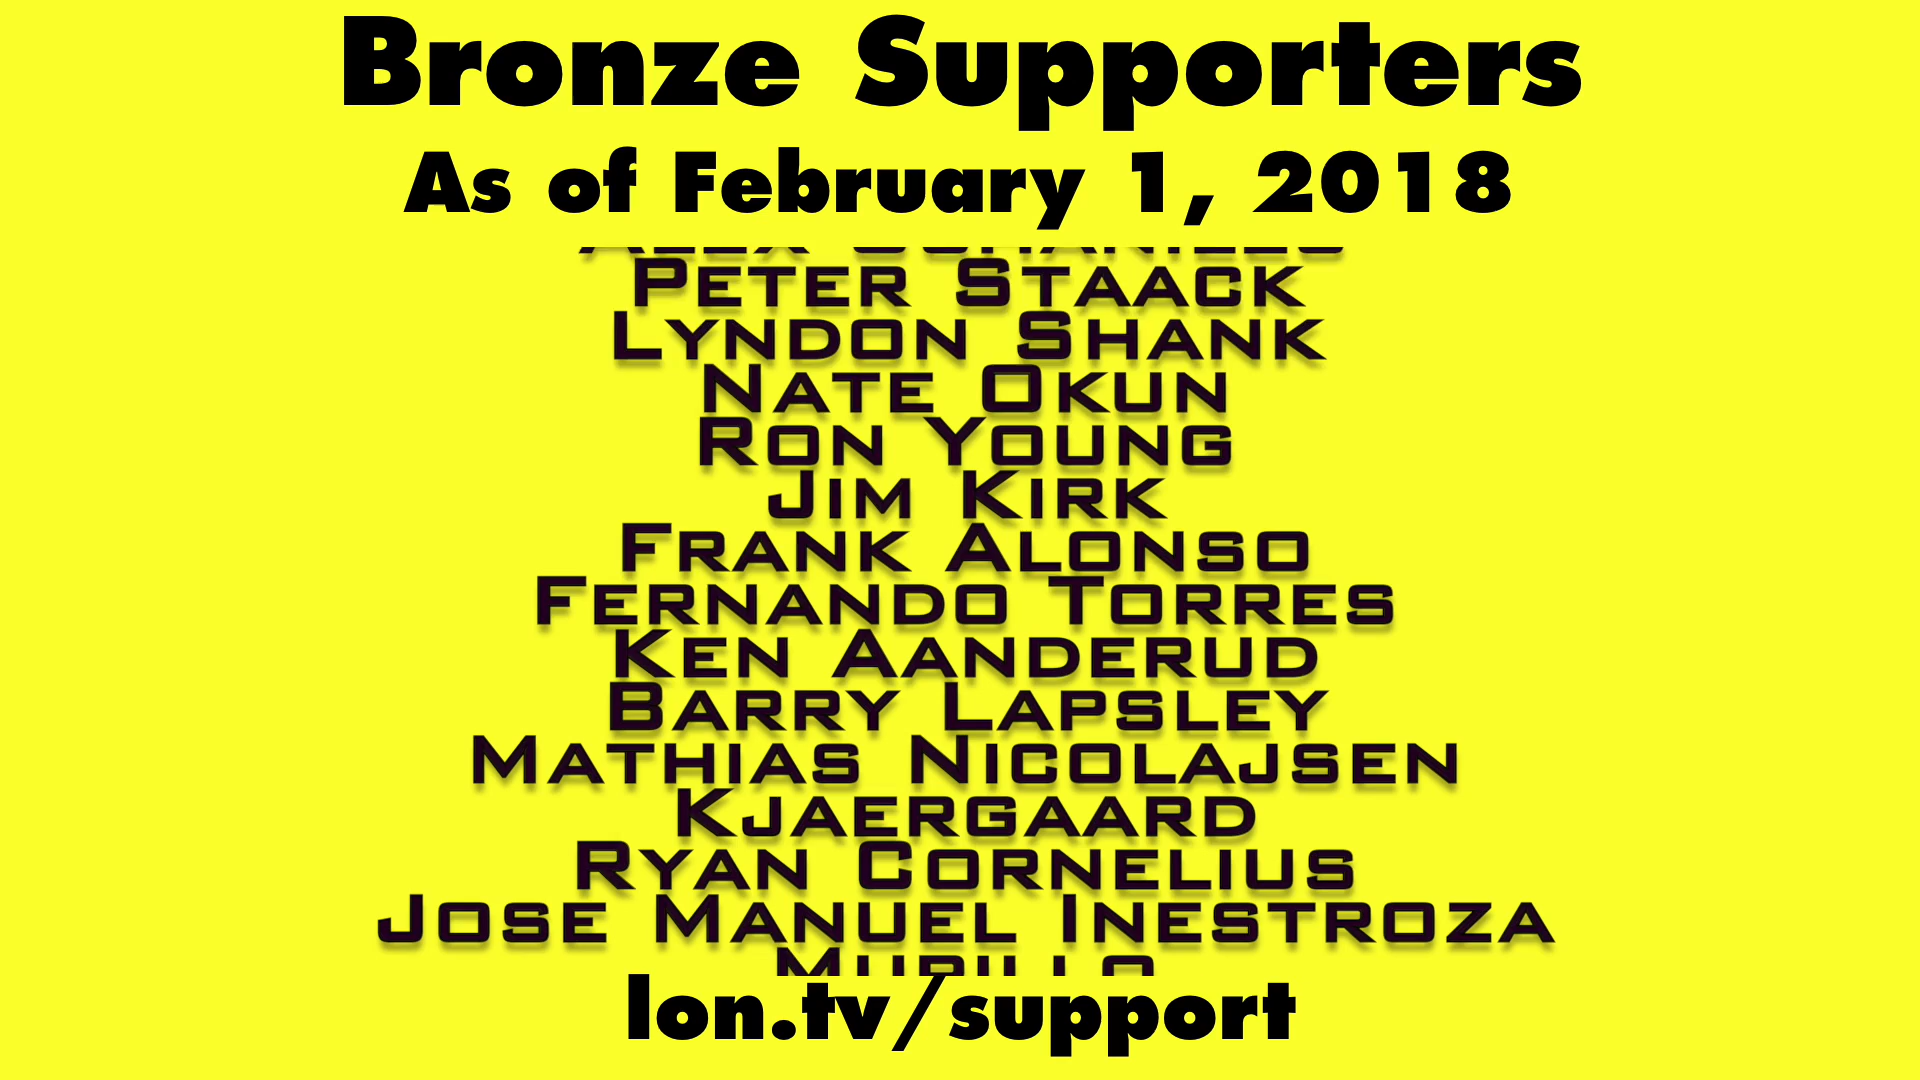 Bronze Supporters
As of February 1, 2018
Peter Staack
Lyndon Shank
Nate Okun
Ron Young
Jim Kirk
Frank Alonso
Fernando Torres
Ken Aanderud
Barry Lapsley
Mathias Nicolajsen
Kjaergaard
Ryan Cornelius
Jose Manuel Inestroza
lon.tv/support